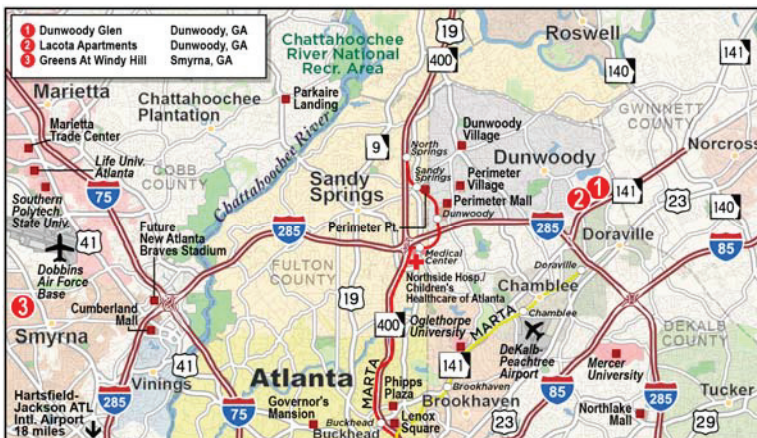 1 Dunwoody Glen Dunwoody, GA
2 Lacota Apartments Dunwoody, GA
3 Greens At Windy Hill Smyrna, GA
Chattahoochee
River National
Recr. Area
19
400
Roswell
141
140
Marietta
Chattahoochee
Plantation
Parkaire
Landing
GWINNETT
COUNTY
Marietta
Trade Center
Life Univ.
Atlanta
COBB
COUNTY
Chattahoochee River
9
North
Springs
Dunwoody
Village
Dunwoody
Norcross
Sandy
Springs
Sandy
Springs
Perimeter
Village
Perimeter Mall
Dunwoody
Perimeter Pt.
2
1
141
23
140
75
Southern
Polytech.
State Univ.
41
Future
New Atlanta
Braves Stadium
285
285
Doraville
85
Dobbins
Air Force
Base
FULTON
COUNTY
Medical
Center
Northside Hosp./
Children's
Healthcare of Atlanta
Doraville
Chamblee
3
Cumberland
Mall
19
Oglethorpe
University
MARTA
Chamblee
DEKALB
COUNTY
Smyrna
400
DeKalb-
Peachtree
Airport
Mercer
University
41
141
Vinings
Atlanta
MARTA
Phipps
Plaza
Brookhaven
Brookhaven
85
285
Tucker
Hartsfield-
Jackson ATL
Intl. Airport
18 miles
285
75
Governor's
Mansion
Buckhead
Buckhead
Lenox
Square
23
Northlake
Mall
29